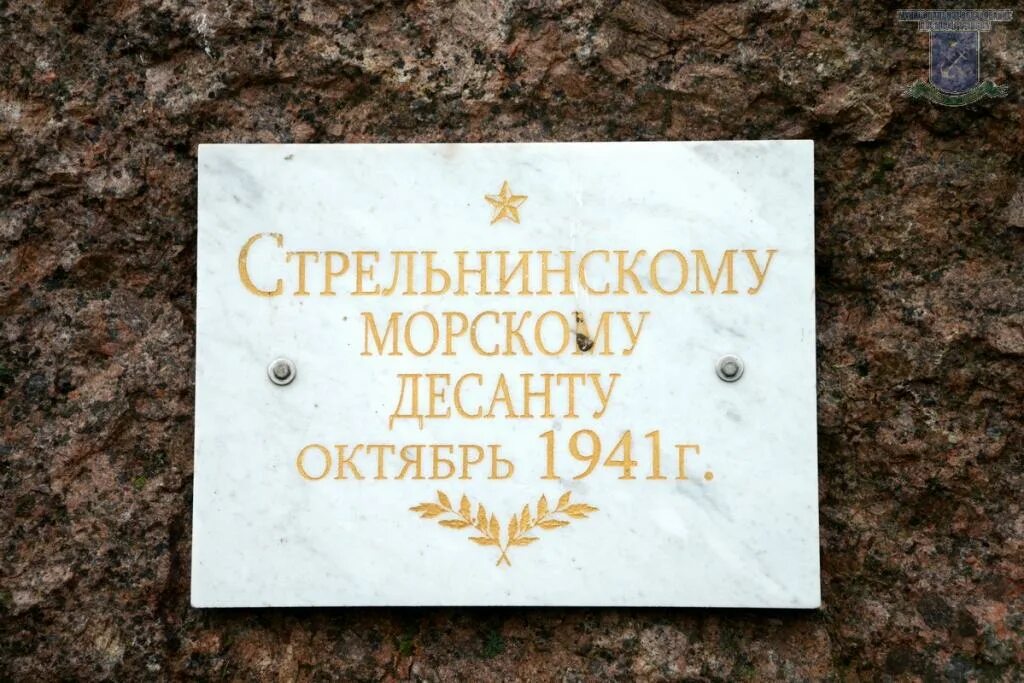 Стрельнинскому
морскому
десанту
октябрь 1941г.